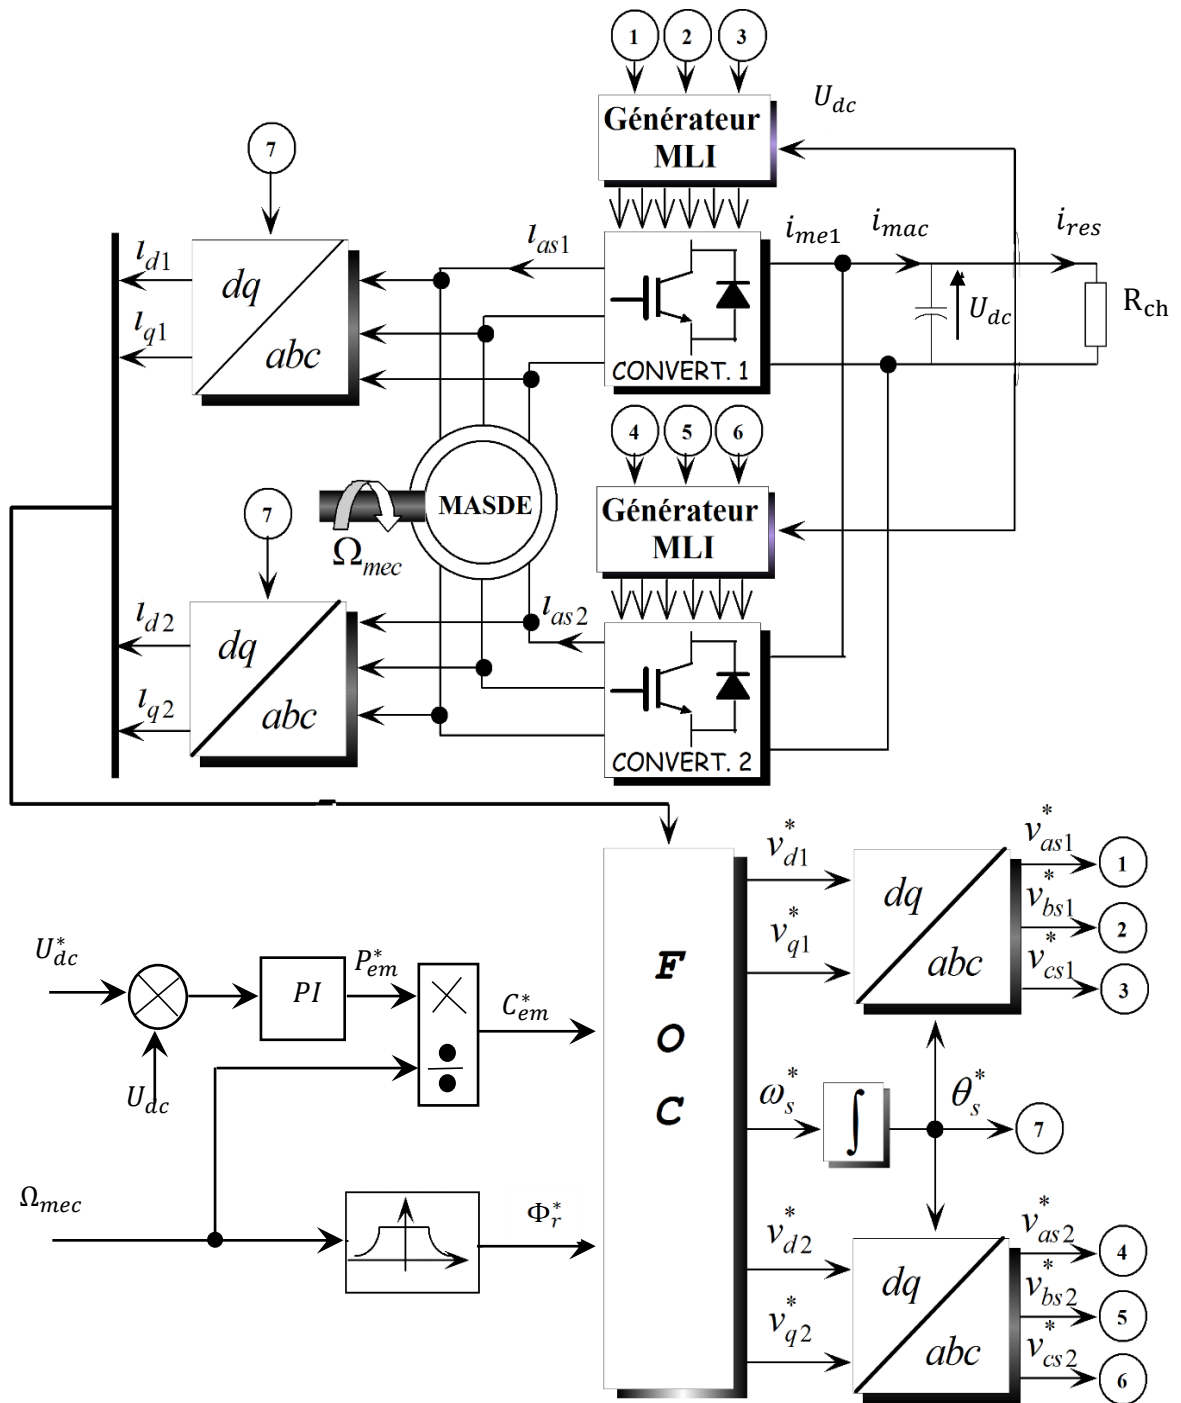 1 2 3
Générateur
MLI
U_dc
7
i_d1
i_q1
dq
abc
i_as1
CONVERT. 1
i_me1
i_mac
i_res
U_dc
R_ch
4 5 6
Générateur
MLI
MASDE
Ω_mec
7
i_d2
i_q2
dq
abc
i_as2
CONVERT. 2
U*_dc
U_dc
PI
P*_em
×
÷
C*_em
Ω_mec
Φ*_r
F
O
C
v*_d1
v*_q1
dq
abc
v*_as1
1
v*_bs1
2
v*_cs1
3
ω*_s
∫
θ*_s
7
v*_d2
v*_q2
dq
abc
v*_as2
4
v*_bs2
5
v*_cs2
6